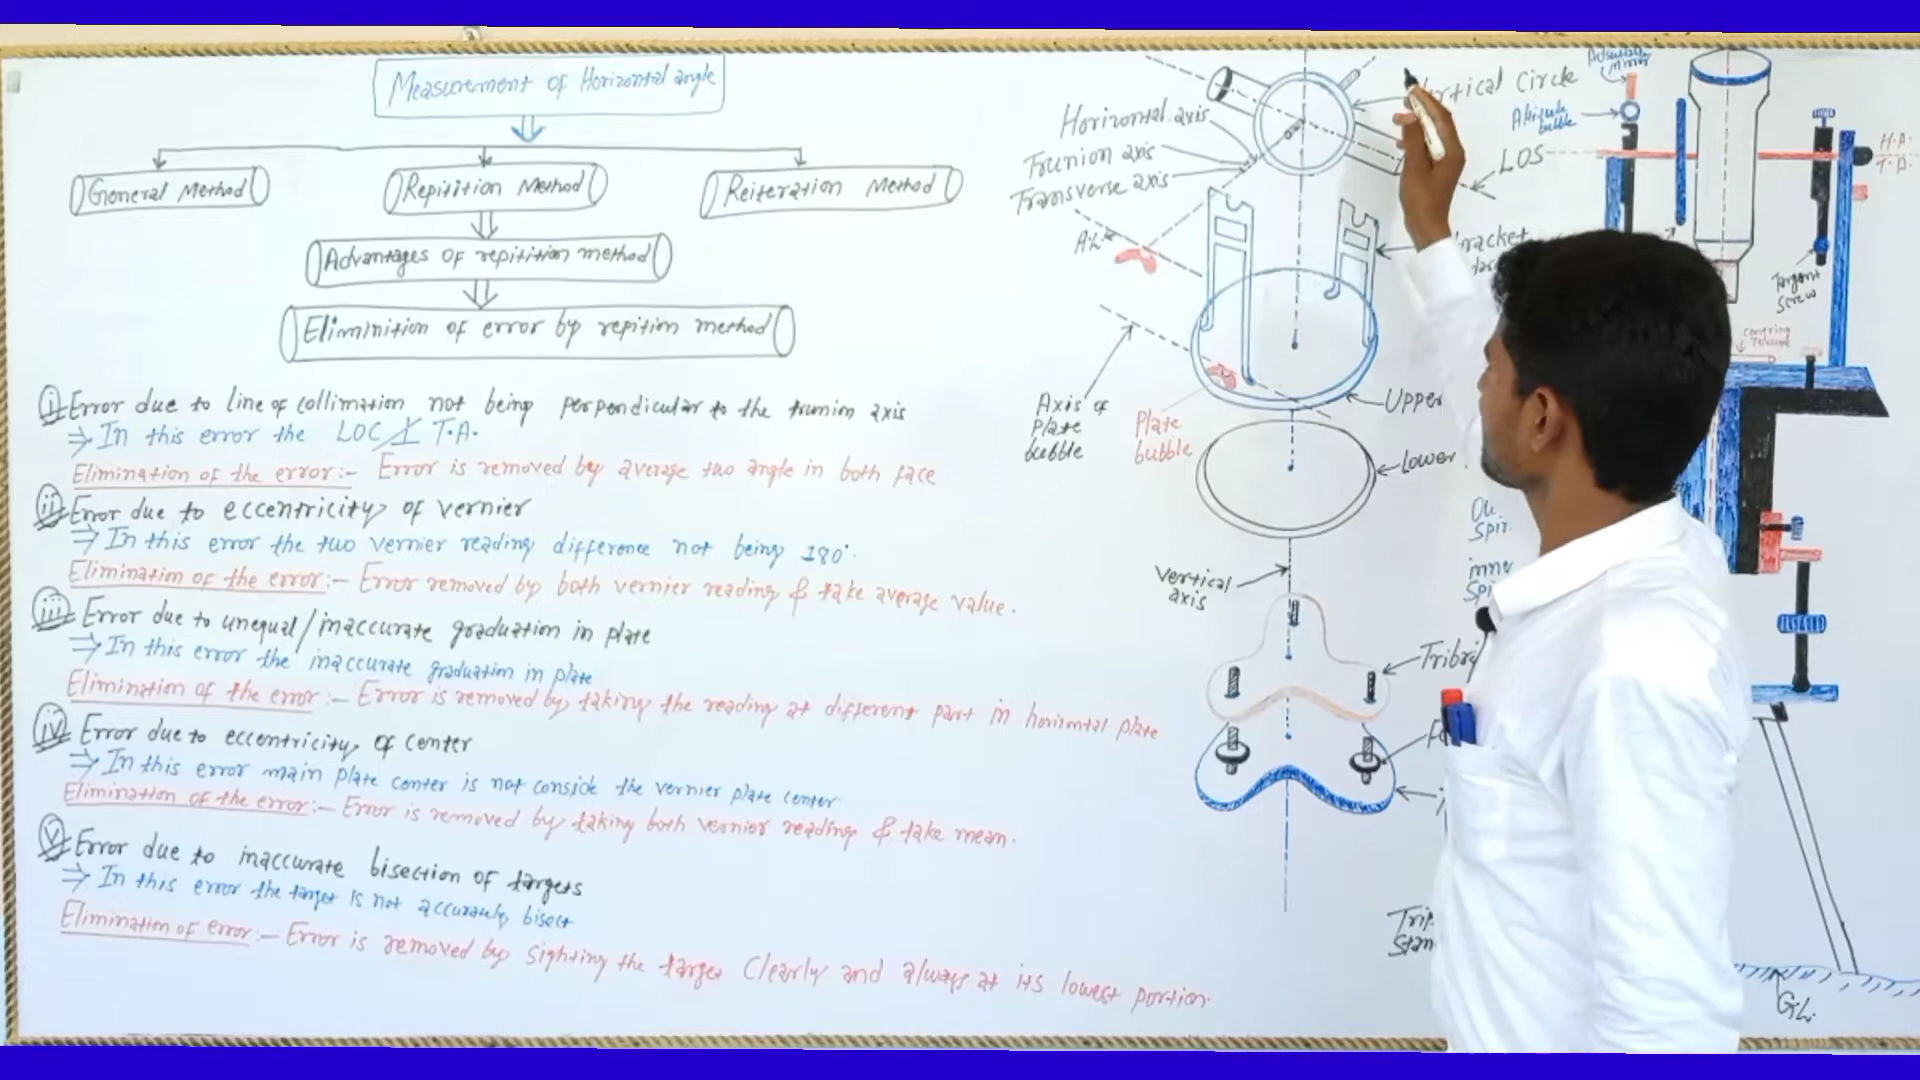 Measurement of Horizontal angle
General Method
Repitition Method
Reiteration Method
Advantages of repitition method
Eliminition of error by repition method
i) Error due to line of collimation not being perpendicular to the trunion axis
⇒ In this error the LOC ⊥̸ T.A.
Elimination of the error:- Error is removed by average two angle in both face
ii) Error due to eccentricity of vernier
⇒ In this error the two vernier reading difference not being 180°.
Elimination of the error:- Error removed by both vernier reading & take average value.
iii) Error due to unequal/inaccurate graduation in plate
⇒ In this error the inaccurate graduation in plate
Elimination of the error:- Error is removed by taking the reading at different part in horizontal plate
iv) Error due to eccentricity of center
⇒ In this error main plate center is not conside the vernier plate center
Elimination of the error:- Error is removed by taking both vernier reading & take mean.
v) Error due to inaccurate bisection of targets
⇒ In this error the target is not accurately bisect
Elimination of error:- Error is removed by sighting the target clearly and always at its lowest portion.
Horizontal axis
Trunion axis
Transverse axis
A.L.
Axis of
plate
bubble
Plate
bubble
Circle
LOS
Upper
Lower
vertical
axis
Altitude
bubble
H.A.
T.A.
Tangent
screw
G.L.